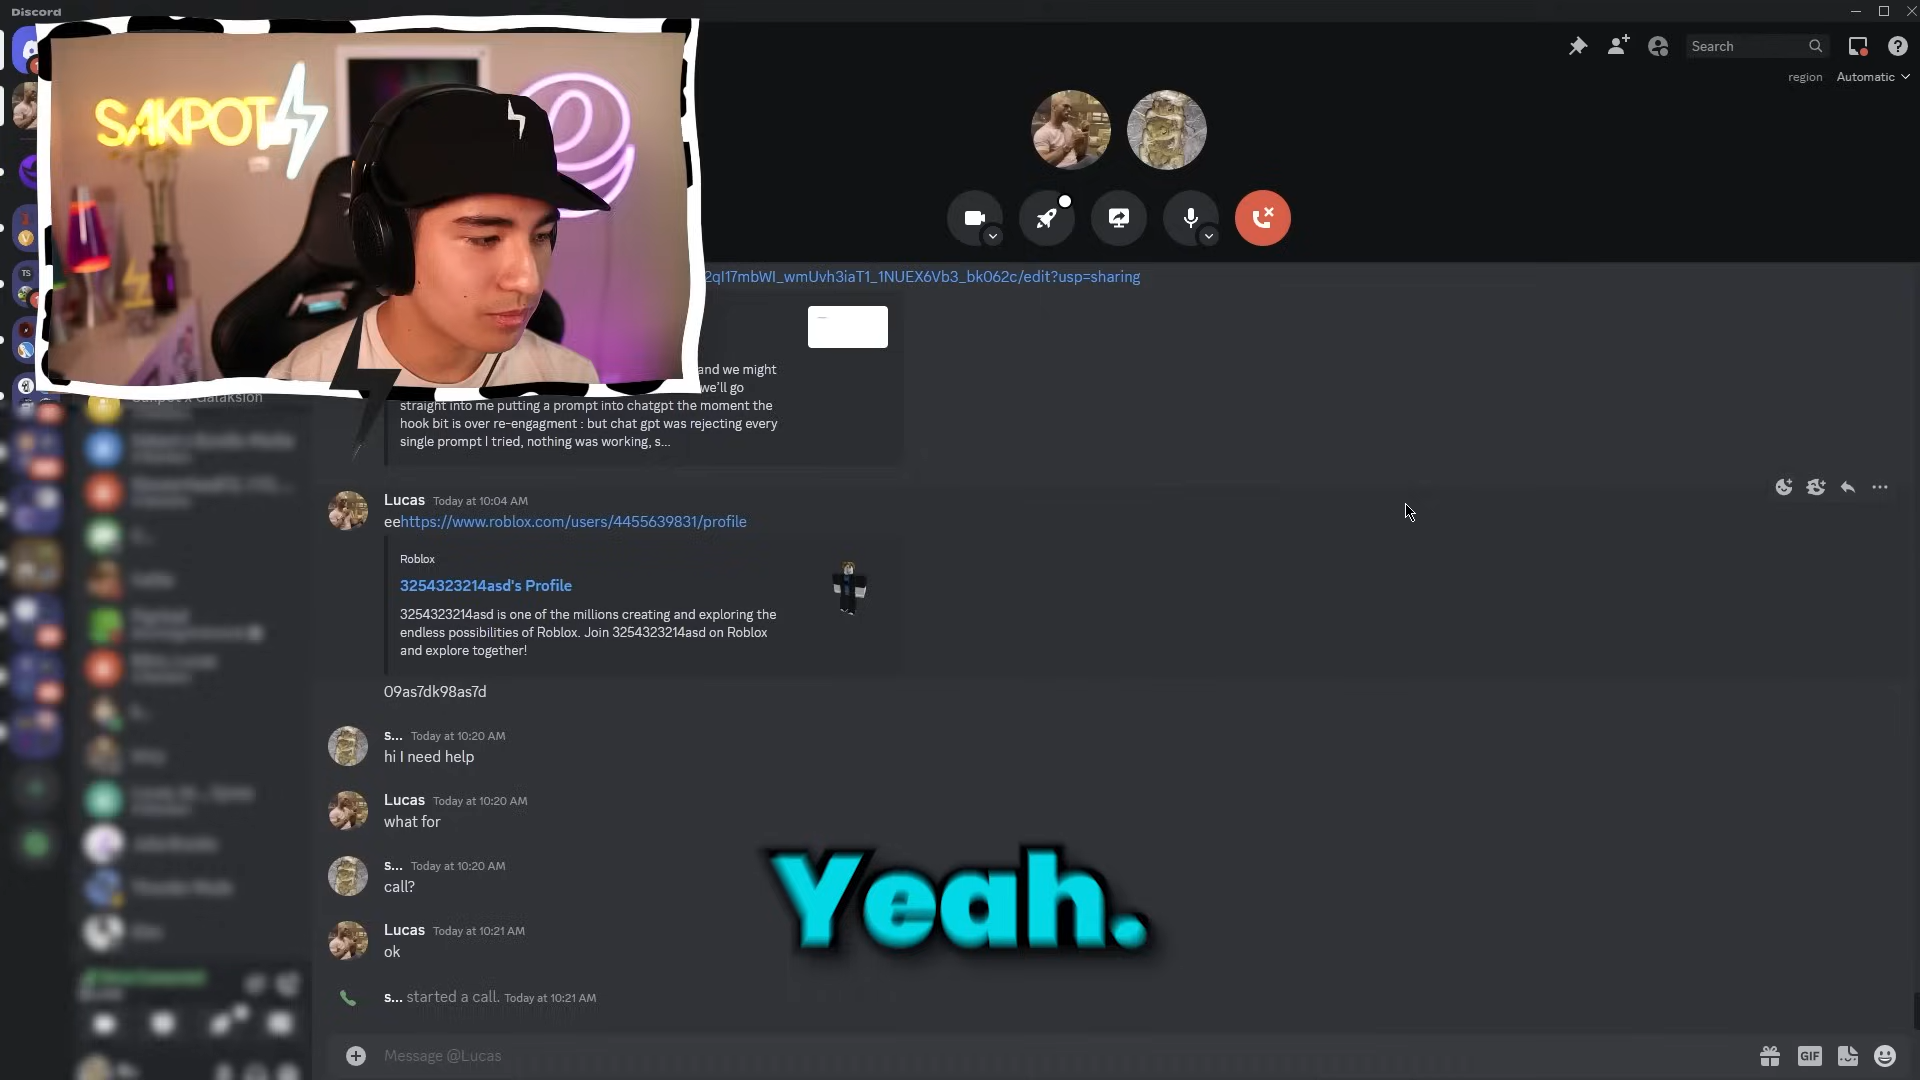 Discord
Search
region Automatic
SAKPOT
2qI17mbWI_wmUvh3iaT1_1NUEX6Vb3_bk062c/edit?usp=sharing
and we might
we'll go
straight into me putting a prompt into chatgpt the moment the
hook bit is over re-engagment : but chat gpt was rejecting every
single prompt I tried, nothing was working, s...
Lucas Today at 10:04 AM
eehttps://www.roblox.com/users/4455639831/profile
Roblox
3254323214asd's Profile
3254323214asd is one of the millions creating and exploring the
endless possibilities of Roblox. Join 3254323214asd on Roblox
and explore together!
09as7dk98as7d
s... Today at 10:20 AM
hi I need help
Lucas Today at 10:20 AM
what for
s... Today at 10:20 AM
call?
Lucas Today at 10:21 AM
ok
s... started a call. Today at 10:21 AM
Yeah.
Message @Lucas
GIF